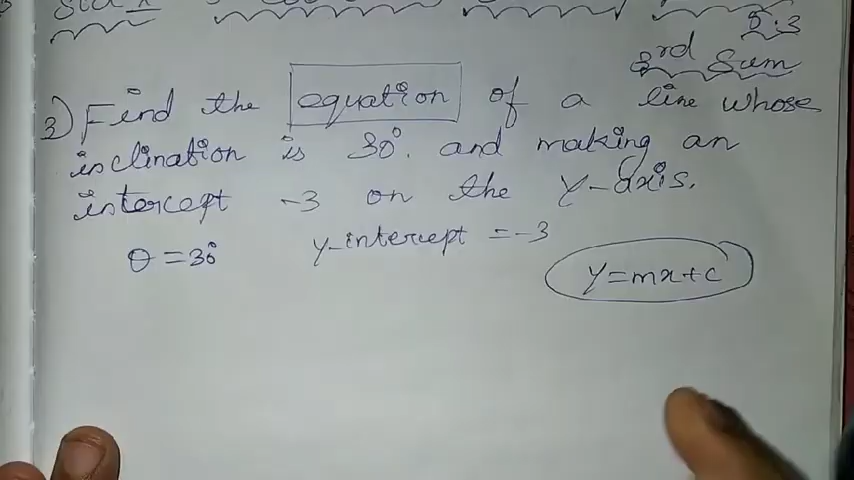 5.3
3rd Sum
3) Find the equation of a line whose
inclination is 30°. and making an
intercept -3 on the Y-axis.
θ = 30° y-intercept = -3
y=mx+c